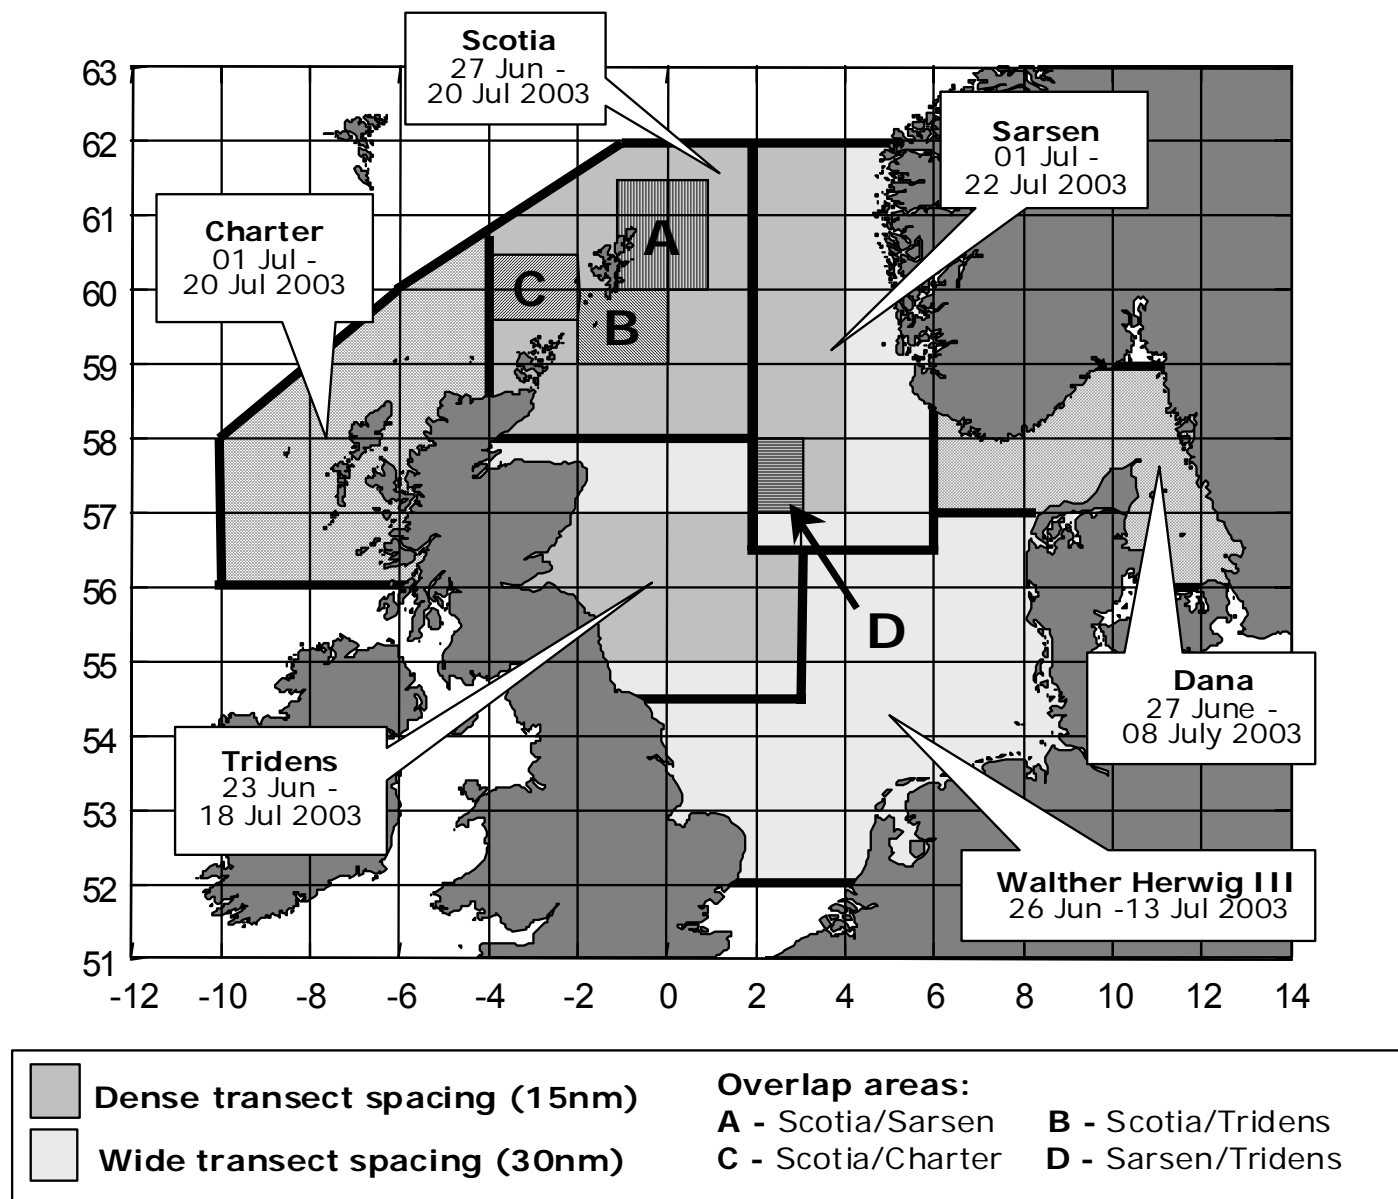 Scotia
27 Jun -
20 Jul 2003
Sarsen
01 Jul -
22 Jul 2003
Charter
01 Jul -
20 Jul 2003
A
C
B
D
Dana
27 June -
08 July 2003
Tridens
23 Jun -
18 Jul 2003
Walther Herwig III
26 Jun -13 Jul 2003
63
62
61
60
59
58
57
56
55
54
53
52
51
-12 -10 -8 -6 -4 -2 0 2 4 6 8 10 12 14
Dense transect spacing (15nm)
Wide transect spacing (30nm)
Overlap areas:
A - Scotia/Sarsen B - Scotia/Tridens
C - Scotia/Charter D - Sarsen/Tridens